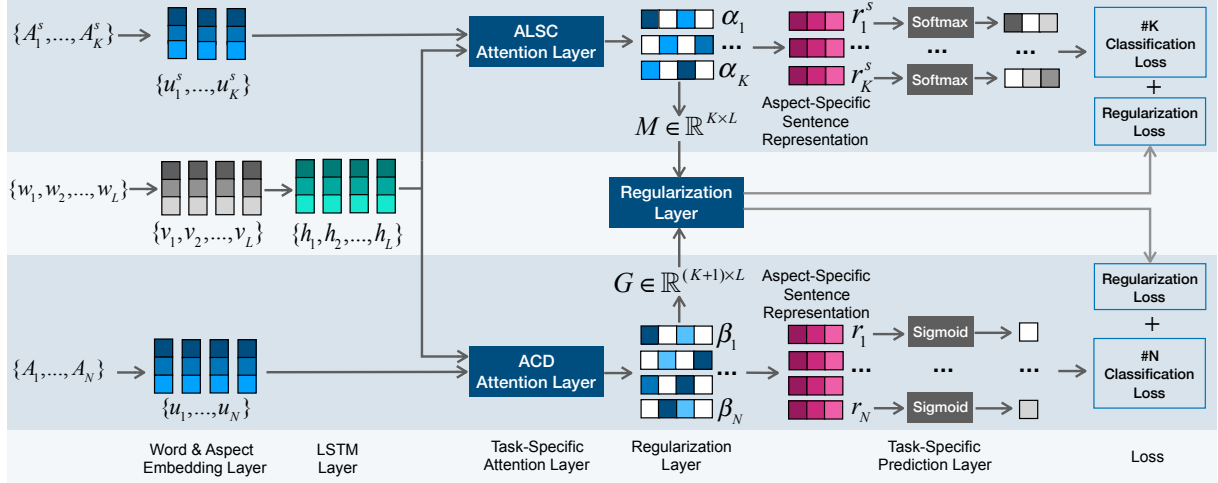 {A_1^s,...,A_K^s}
{u_1^s,...,u_K^s}
ALSC
Attention Layer
α_1
...
α_K
M ∈ ℝ^{K×L}
r_1^s
...
r_K^s
Aspect-Specific
Sentence
Representation
Softmax
...
Softmax
...
#K
Classification
Loss
+
Regularization
Loss
{w_1,w_2,...,w_L}
{v_1,v_2,...,v_L}
{h_1,h_2,...,h_L}
Regularization
Layer
{A_1,...,A_N}
{u_1,...,u_N}
ACD
Attention Layer
G ∈ ℝ^{(K+1)×L}
β_1
...
β_N
Aspect-Specific
Sentence
Representation
r_1
...
r_N
Sigmoid
...
Sigmoid
...
Regularization
Loss
+
#N
Classification
Loss
Word & Aspect
Embedding Layer
LSTM
Layer
Task-Specific
Attention Layer
Regularization
Layer
Task-Specific
Prediction Layer
Loss